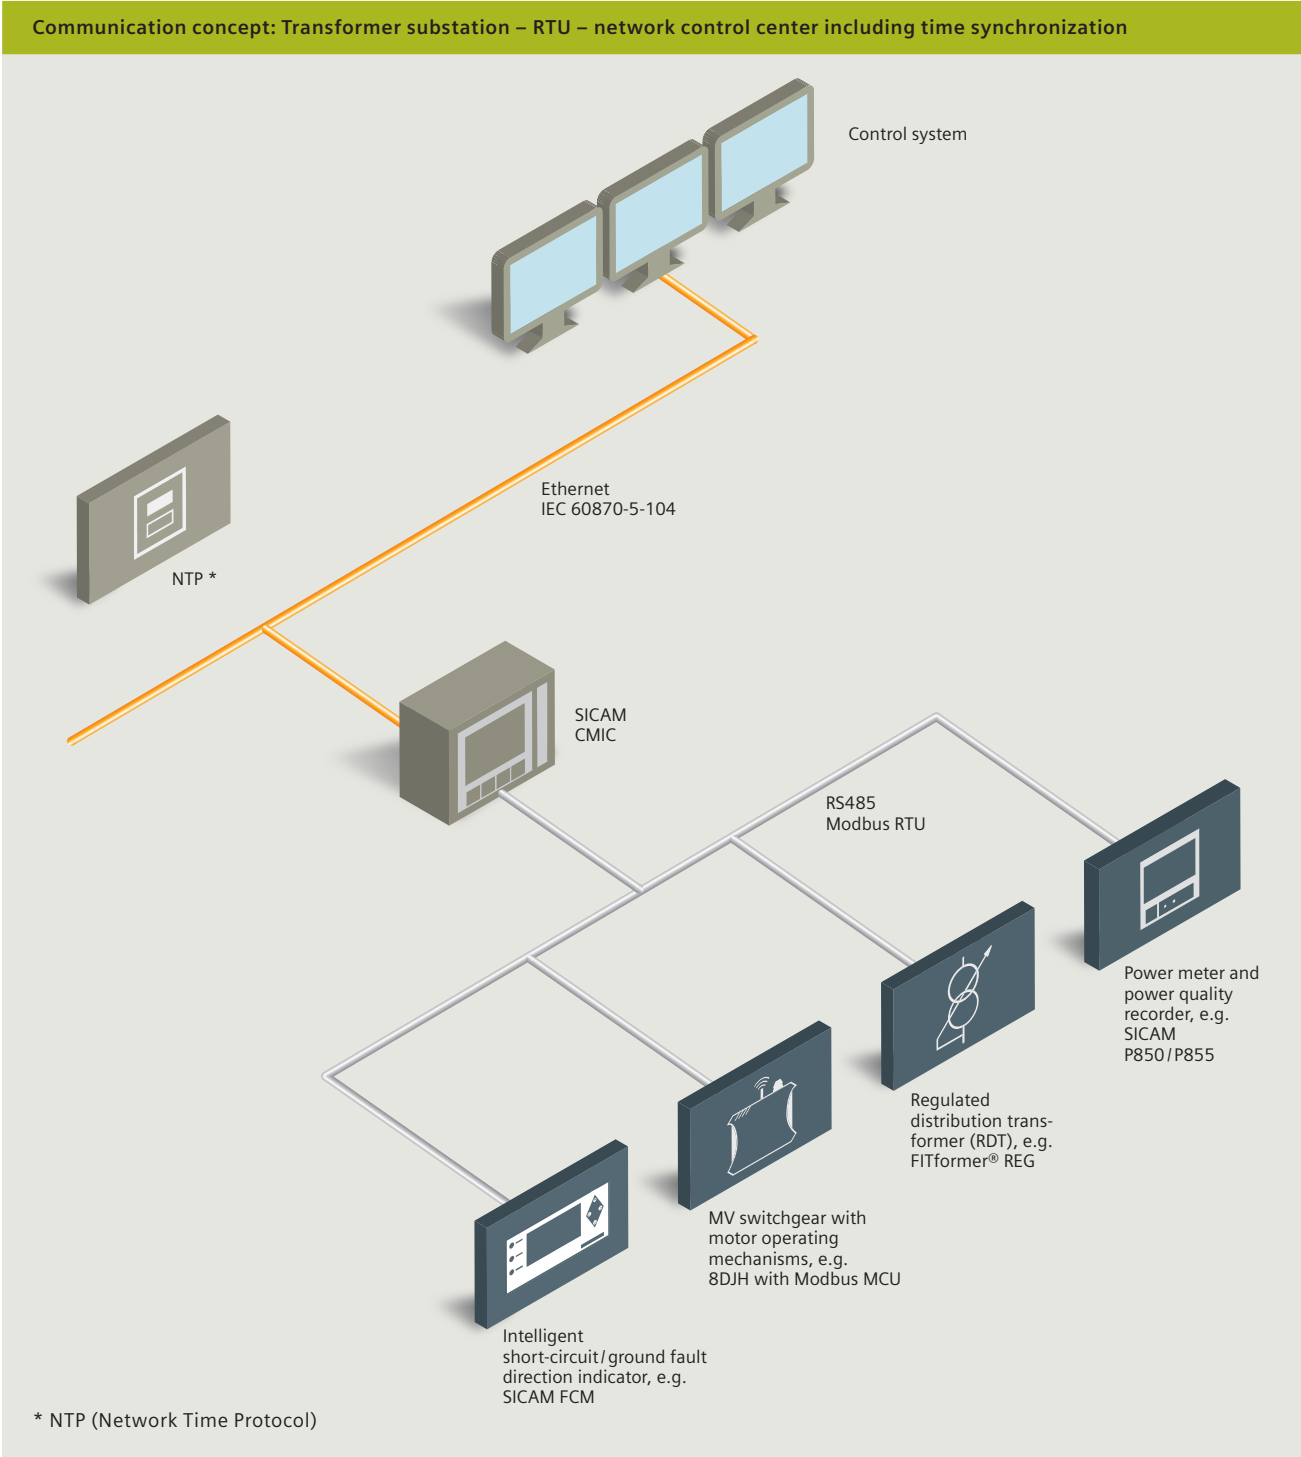 Communication concept: Transformer substation – RTU – network control center including time synchronization
Control system
Ethernet
IEC 60870-5-104
NTP *
SICAM
CMIC
RS485
Modbus RTU
Power meter and
power quality
recorder, e.g.
SICAM
P850/P855
Regulated
distribution trans-
former (RDT), e.g.
FITformer® REG
MV switchgear with
motor operating
mechanisms, e.g.
8DJH with Modbus MCU
Intelligent
short-circuit/ground fault
direction indicator, e.g.
SICAM FCM
* NTP (Network Time Protocol)